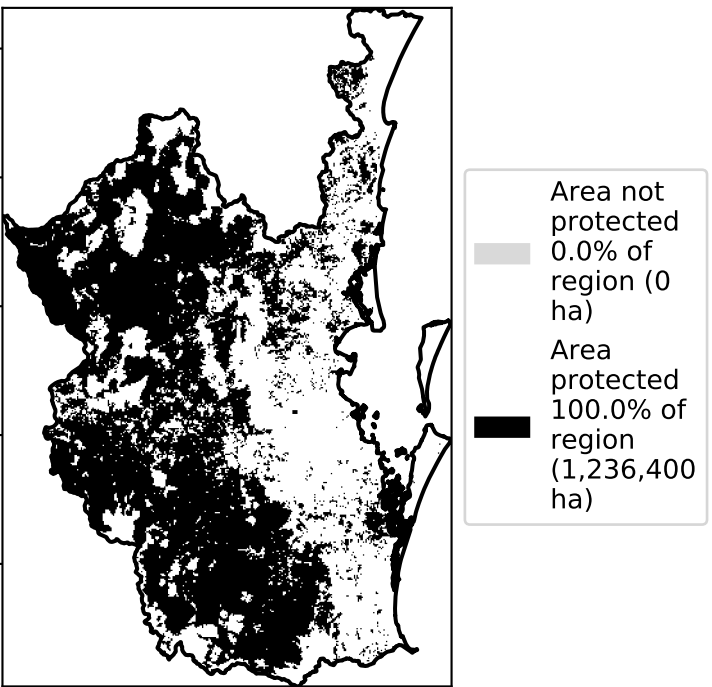 Area not
protected
0.0% of
region (0
ha)
Area
protected
100.0% of
region
(1,236,400
ha)